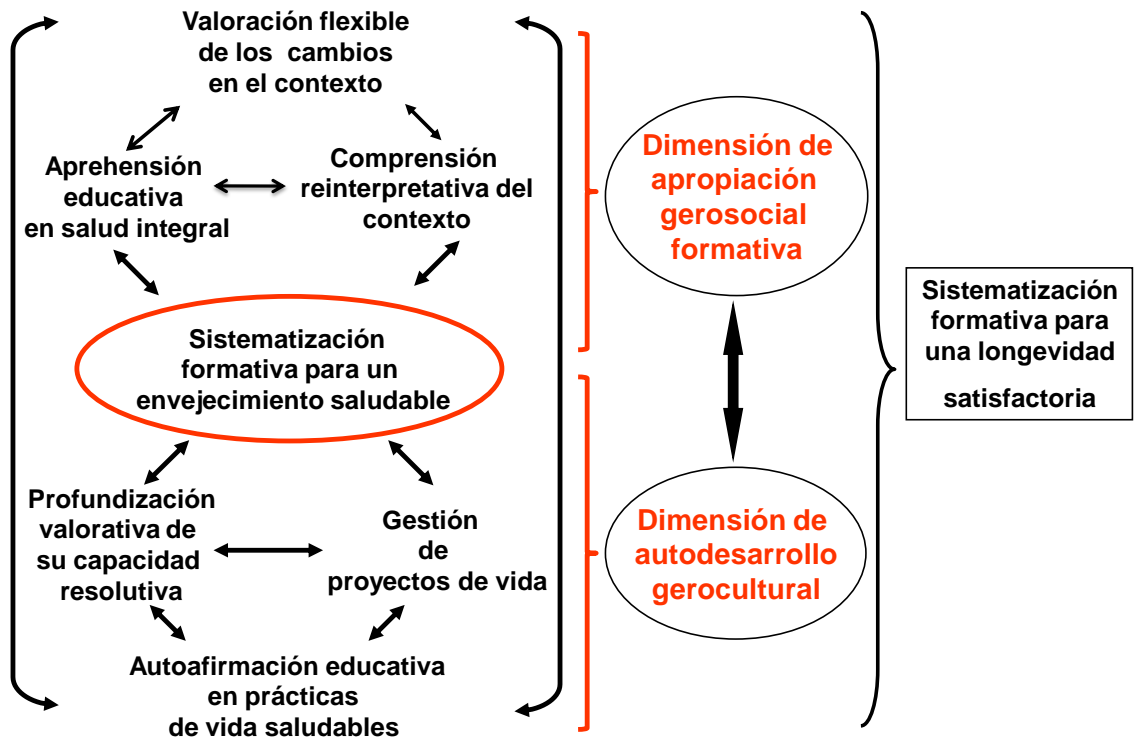 Valoración flexible
de los cambios
en el contexto
Aprehensión
educativa
en salud integral
Comprensión
reinterpretativa del
contexto
Sistematización
formativa para un
envejecimiento saludable
Profundización
valorativa de
su capacidad
resolutiva
Gestión
de
proyectos de vida
Autoafirmación educativa
en prácticas
de vida saludables
Dimensión de
apropiación
gerosocial
formativa
Dimensión de
autodesarrollo
gerocultural
Sistematización
formativa para
una longevidad
satisfactoria